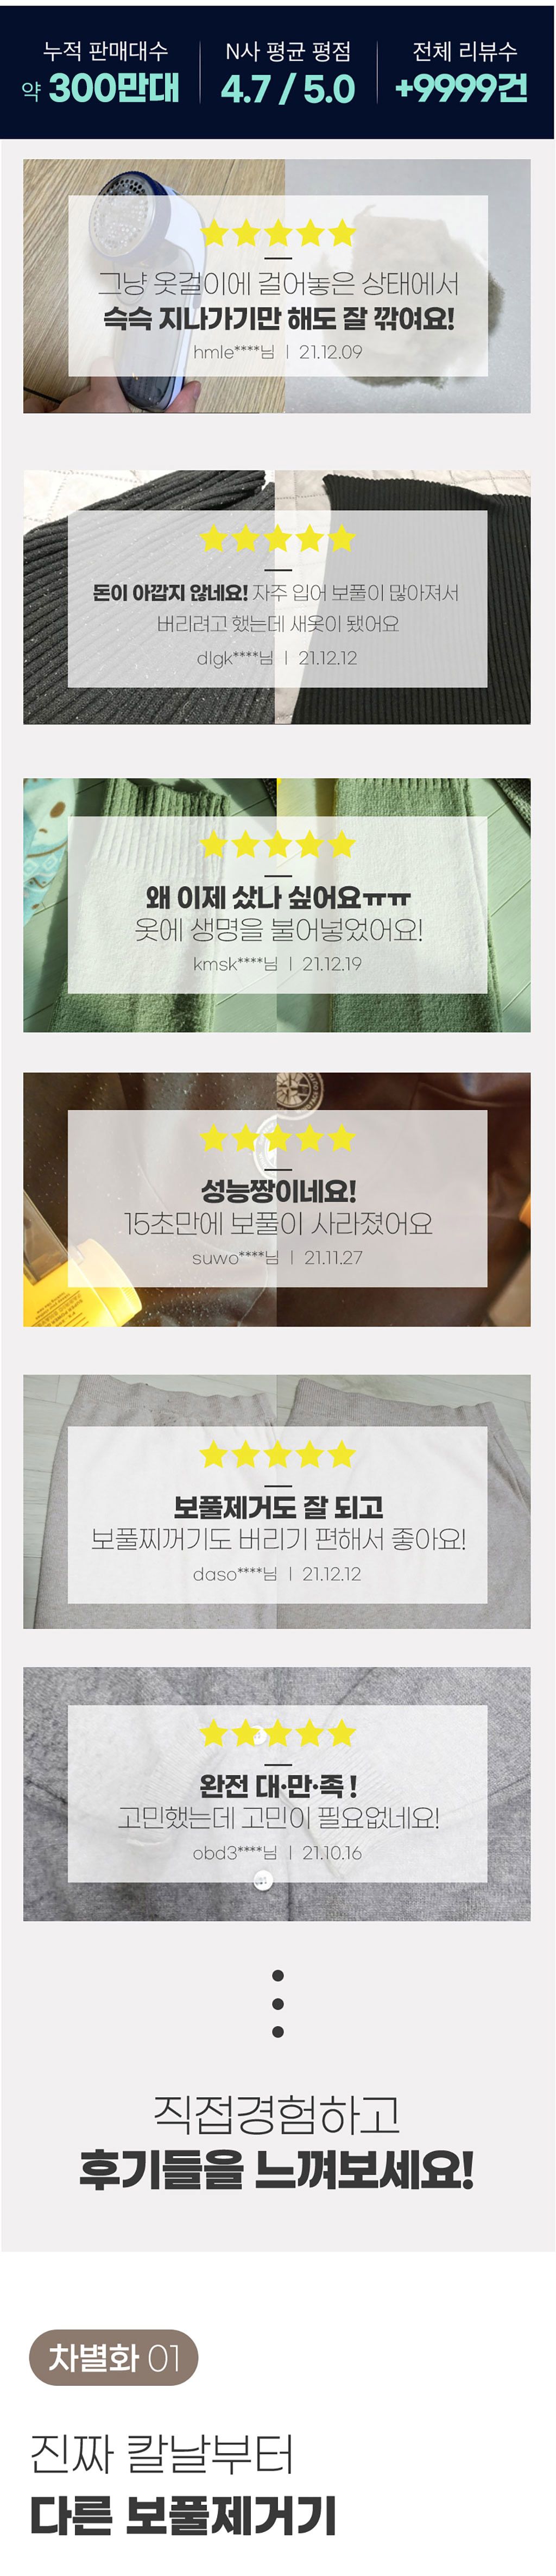 누적 판매대수
약 300만대
N사 평균 평점
4.7 / 5.0
전체 리뷰수
+9999건
그냥 옷걸이에 걸어놓은 상태에서
슥슥 지나가기만 해도 잘 깎여요!
hmle****님 | 21.12.09
돈이 아깝지 않네요! 자주 입어 보풀이 많아져서
버리려고 했는데 새옷이 됐어요
dlgk****님 | 21.12.12
왜 이제 샀나 싶어요ㅠㅠ
옷에 생명을 불어넣었어요!
kmsk****님 | 21.12.19
성능짱이네요!
15초만에 보풀이 사라졌어요
suwo****님 | 21.11.27
보풀제거도 잘 되고
보풀찌꺼기도 버리기 편해서 좋아요!
daso****님 | 21.12.12
완전 대·만·족 !
고민했는데 고민이 필요없네요!
obd3****님 | 21.10.16
직접경험하고
후기들을 느껴보세요!
차별화 01
진짜 칼날부터
다른 보풀제거기